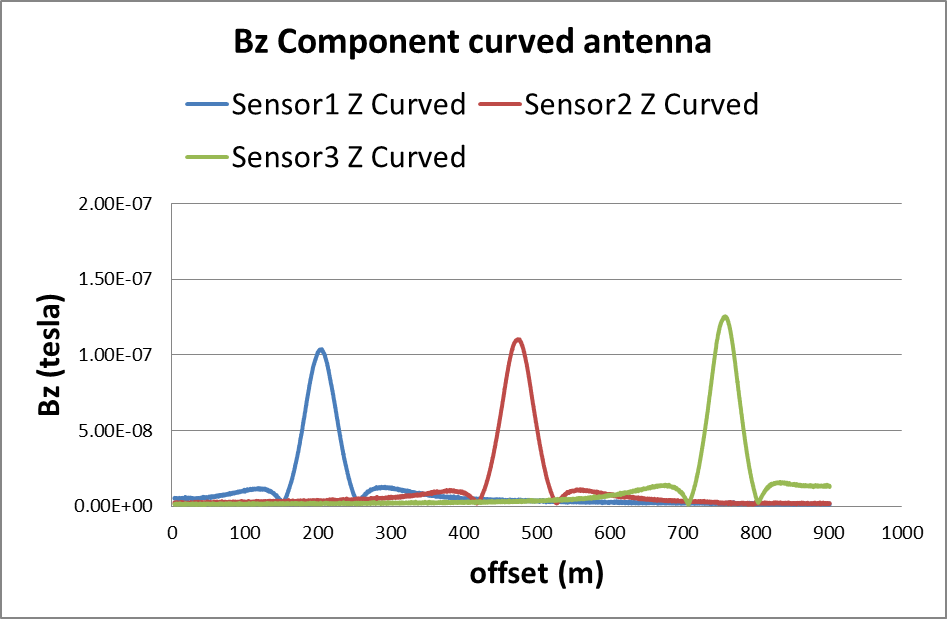 Bz Component curved antenna
Sensor1 Z Curved Sensor2 Z Curved
Sensor3 Z Curved
2.00E-07
1.50E-07
1.00E-07
5.00E-08
0.00E+00
Bz (tesla)
0 100 200 300 400 500 600 700 800 900 1000
offset (m)